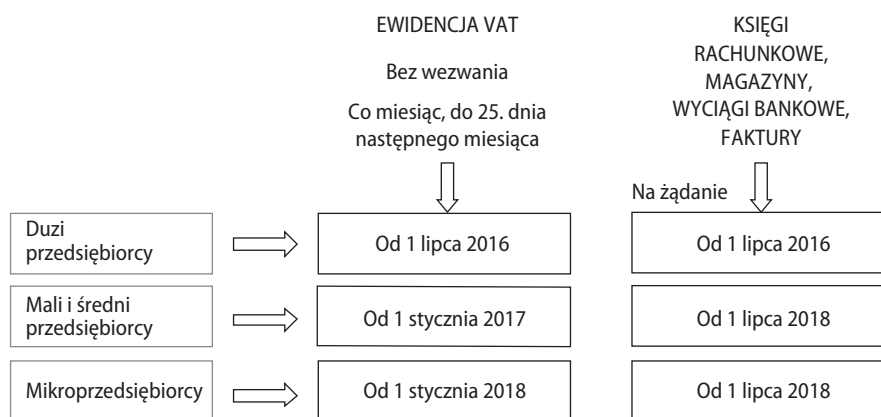 EWIDENCJA VAT
Bez wezwania
Co miesiąc, do 25. dnia
następnego miesiąca
KSIĘGI
RACHUNKOWE,
MAGAZYNY,
WYCIĄGI BANKOWE,
FAKTURY
Na żądanie
Duzi
przedsiębiorcy
Od 1 lipca 2016
Od 1 lipca 2016
Mali i średni
przedsiębiorcy
Od 1 stycznia 2017
Od 1 lipca 2018
Mikroprzedsiębiorcy
Od 1 stycznia 2018
Od 1 lipca 2018